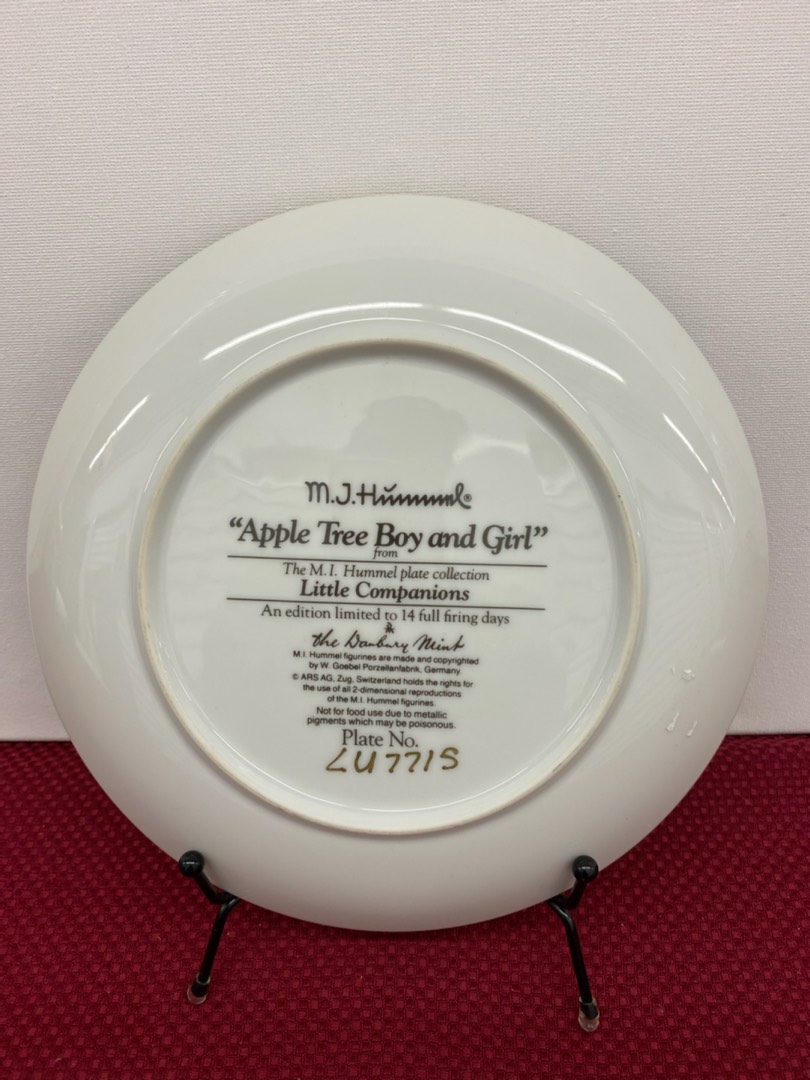 M.J.Hümmel®
“Apple Tree Boy and Girl”
from
The M.I. Hummel plate collection
Little Companions
An edition limited to 14 full firing days
the Danbury Mint
M.I. Hummel figurines are made and copyrighted
by W. Goebel Porzellanfabrik, Germany
© ARS AG, Zug, Switzerland holds the rights for
the use of all 2-dimensional reproductions
of the M.I. Hummel figurines.
Not for food use due to metallic
pigments which may be poisonous.
Plate No.
LU7715